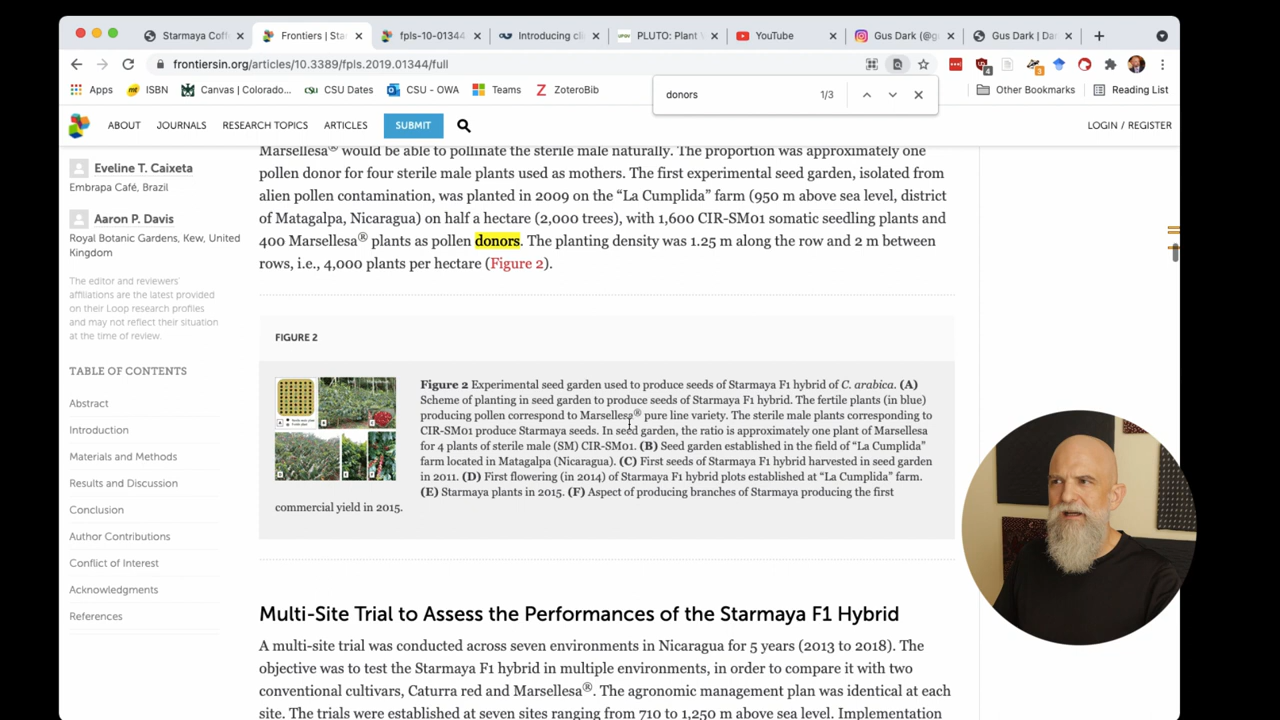 Starmaya Coff
Frontiers | Sta
fpls-10-01344
Introducing cli
PLUTO: Plant V
YouTube
Gus Dark (@gu
Gus Dark | Dan
frontiersin.org/articles/10.3389/fpls.2019.01344/full
4
3
Apps
ISBN
Canvas | Colorado...
CSU Dates
CSU - OWA
Teams
ZoteroBib
Other Bookmarks
Reading List
donors
1/3
ABOUT
JOURNALS
RESEARCH TOPICS
ARTICLES
SUBMIT
LOGIN / REGISTER
Eveline T. Caixeta
Embrapa Café, Brazil
Aaron P. Davis
Royal Botanic Gardens, Kew, United
Kingdom
The editor and reviewers'
affiliations are the latest provided
on their Loop research profiles
and may not reflect their situation
at the time of review.
TABLE OF CONTENTS
Abstract
Introduction
Materials and Methods
Results and Discussion
Conclusion
Author Contributions
Conflict of Interest
Acknowledgments
References
Marsellesa® would be able to pollinate the sterile male naturally. The proportion was approximately one
pollen donor for four sterile male plants used as mothers. The first experimental seed garden, isolated from
alien pollen contamination, was planted in 2009 on the “La Cumplida” farm (950 m above sea level, district
of Matagalpa, Nicaragua) on half a hectare (2,000 trees), with 1,600 CIR-SM01 somatic seedling plants and
400 Marsellesa® plants as pollen donors. The planting density was 1.25 m along the row and 2 m between
rows, i.e., 4,000 plants per hectare (Figure 2).
FIGURE 2
Figure 2 Experimental seed garden used to produce seeds of Starmaya F1 hybrid of C. arabica. (A)
Scheme of planting in seed garden to produce seeds of Starmaya F1 hybrid. The fertile plants (in blue)
producing pollen correspond to Marsellesa® pure line variety. The sterile male plants corresponding to
CIR-SM01 produce Starmaya seeds. In seed garden, the ratio is approximately one plant of Marsellesa
for 4 plants of sterile male (SM) CIR-SM01. (B) Seed garden established in the field of “La Cumplida”
farm located in Matagalpa (Nicaragua). (C) First seeds of Starmaya F1 hybrid harvested in seed garden
in 2011. (D) First flowering (in 2014) of Starmaya F1 hybrid plots established at “La Cumplida” farm.
(E) Starmaya plants in 2015. (F) Aspect of producing branches of Starmaya producing the first
commercial yield in 2015.
Multi-Site Trial to Assess the Performances of the Starmaya F1 Hybrid
A multi-site trial was conducted across seven environments in Nicaragua for 5 years (2013 to 2018). The
objective was to test the Starmaya F1 hybrid in multiple environments, in order to compare it with two
conventional cultivars, Caturra red and Marsellesa®. The agronomic management plan was identical at each
site. The trials were established at seven sites ranging from 710 to 1,250 m above sea level. Implementation